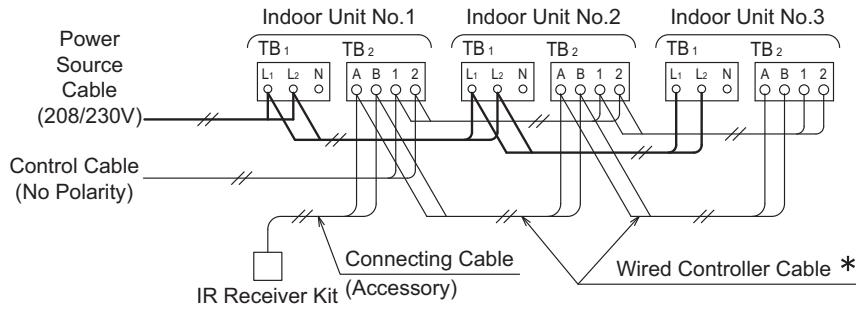 Indoor Unit No.1 Indoor Unit No.2 Indoor Unit No.3
TB1 TB2 TB1 TB2 TB1 TB2
L1 L2 N A B 1 2 L1 L2 N A B 1 2 L1 L2 N A B 1 2
Power
Source
Cable
(208/230V)
Control Cable
(No Polarity)
IR Receiver Kit
Connecting Cable
(Accessory)
Wired Controller Cable *